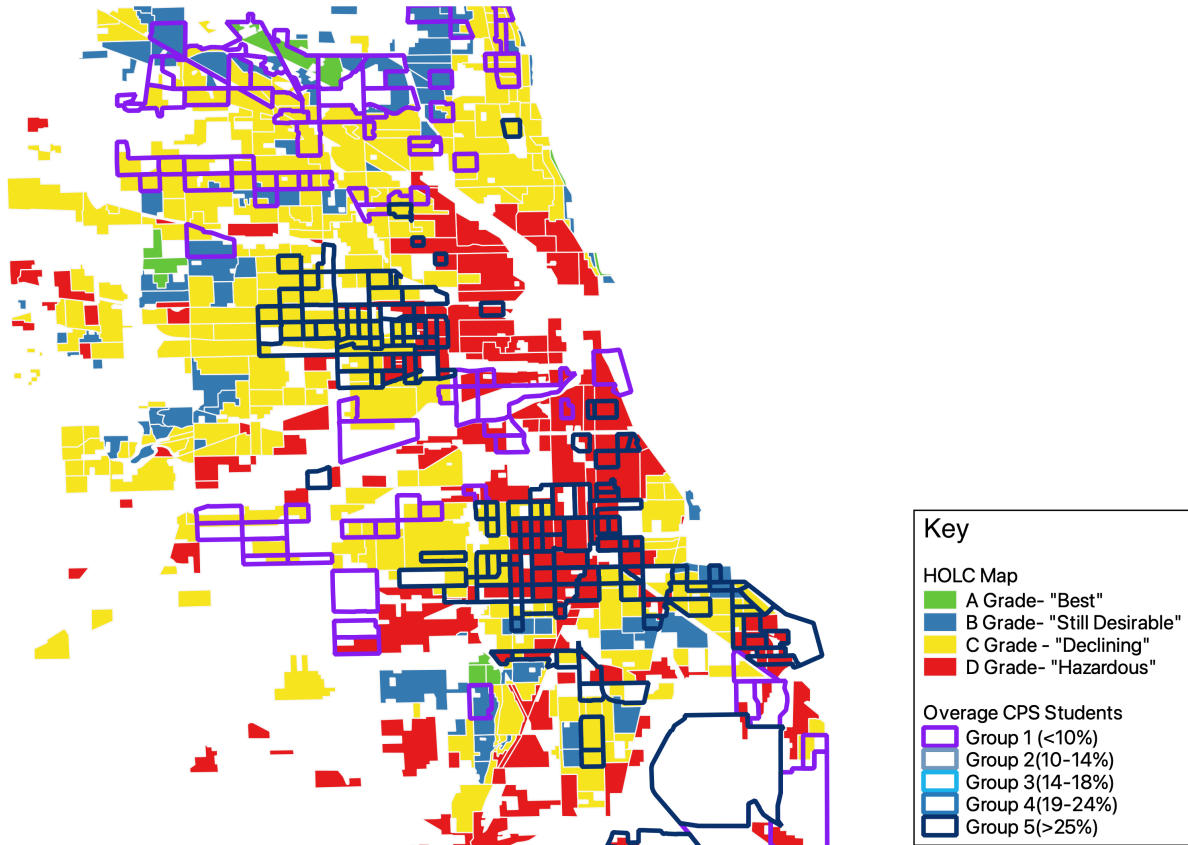 Key
HOLC Map
A Grade- "Best"
B Grade- "Still Desirable"
C Grade - "Declining"
D Grade- "Hazardous"
Overage CPS Students
Group 1 (<10%)
Group 2(10-14%)
Group 3(14-18%)
Group 4(19-24%)
Group 5(>25%)